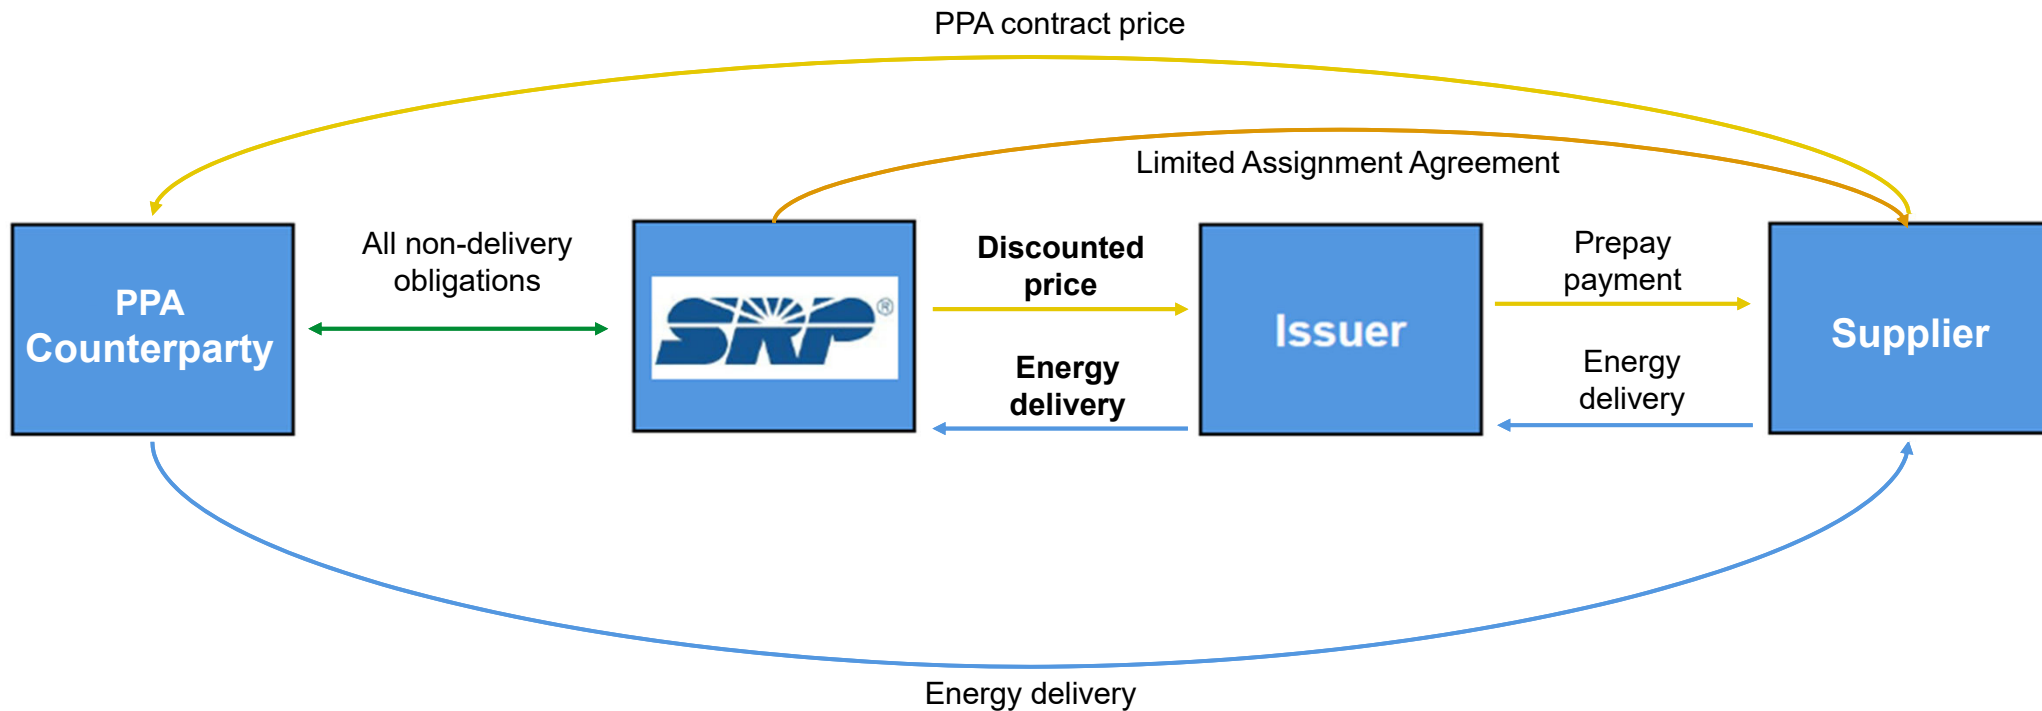 PPA contract price
Limited Assignment Agreement
All non-delivery
obligations
Discounted
price
Prepay
payment
PPA
Counterparty
SRP®
Issuer
Supplier
Energy
delivery
Energy
delivery
Energy delivery